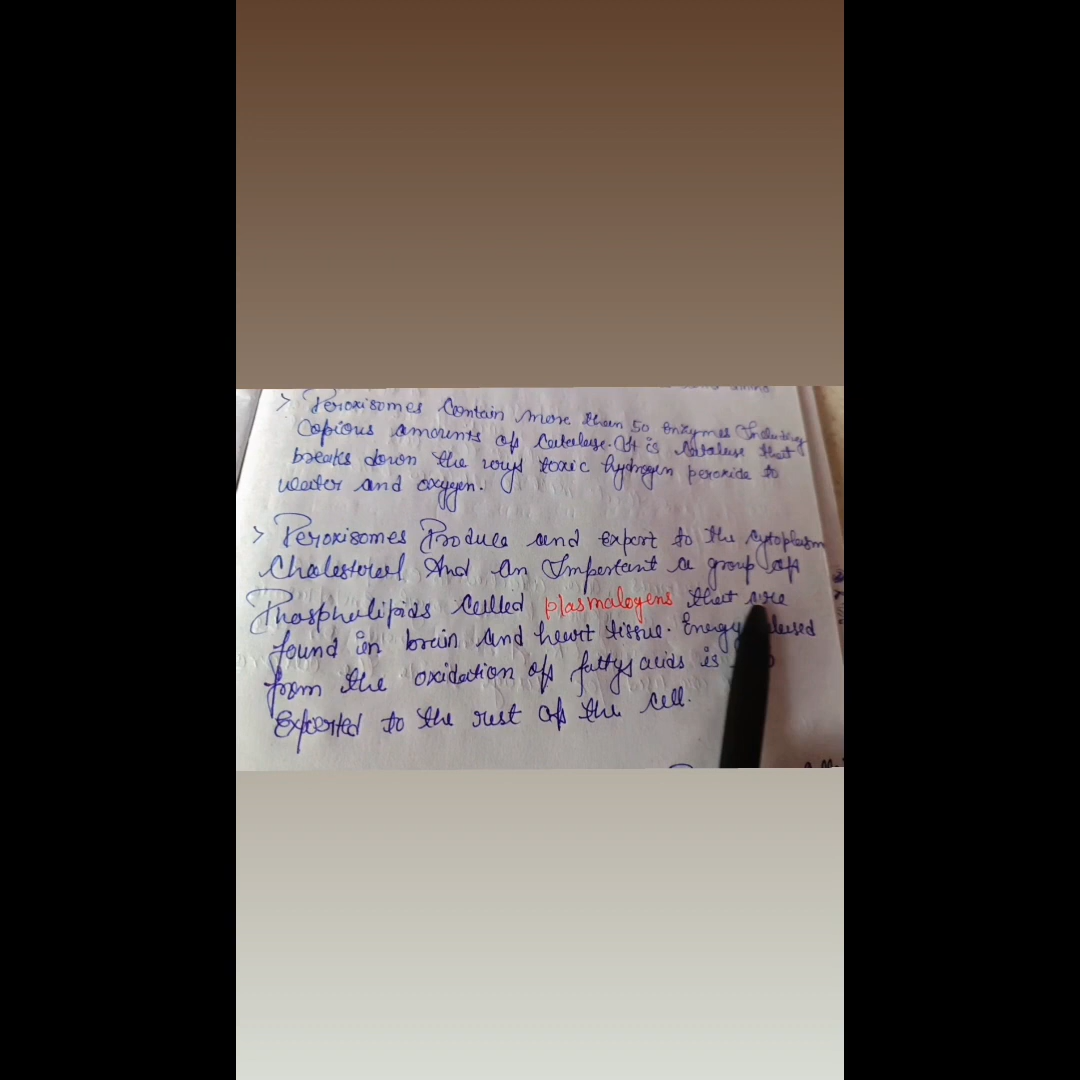 > Peroxisomes Contain more than 50 enzymes Including
Copious amounts of Catalase. It is Catalase that
breaks down the toxic hydrogen peroxide to
water and oxygen.
> Peroxisomes Produce and export to the cytoplasm
Cholesterol And an Important a group of
Phospholipids called plasmalogens that are
found in brain and heart tissue. Energy
from the oxidation of fattys acids is
Exported to the rest of the cell.